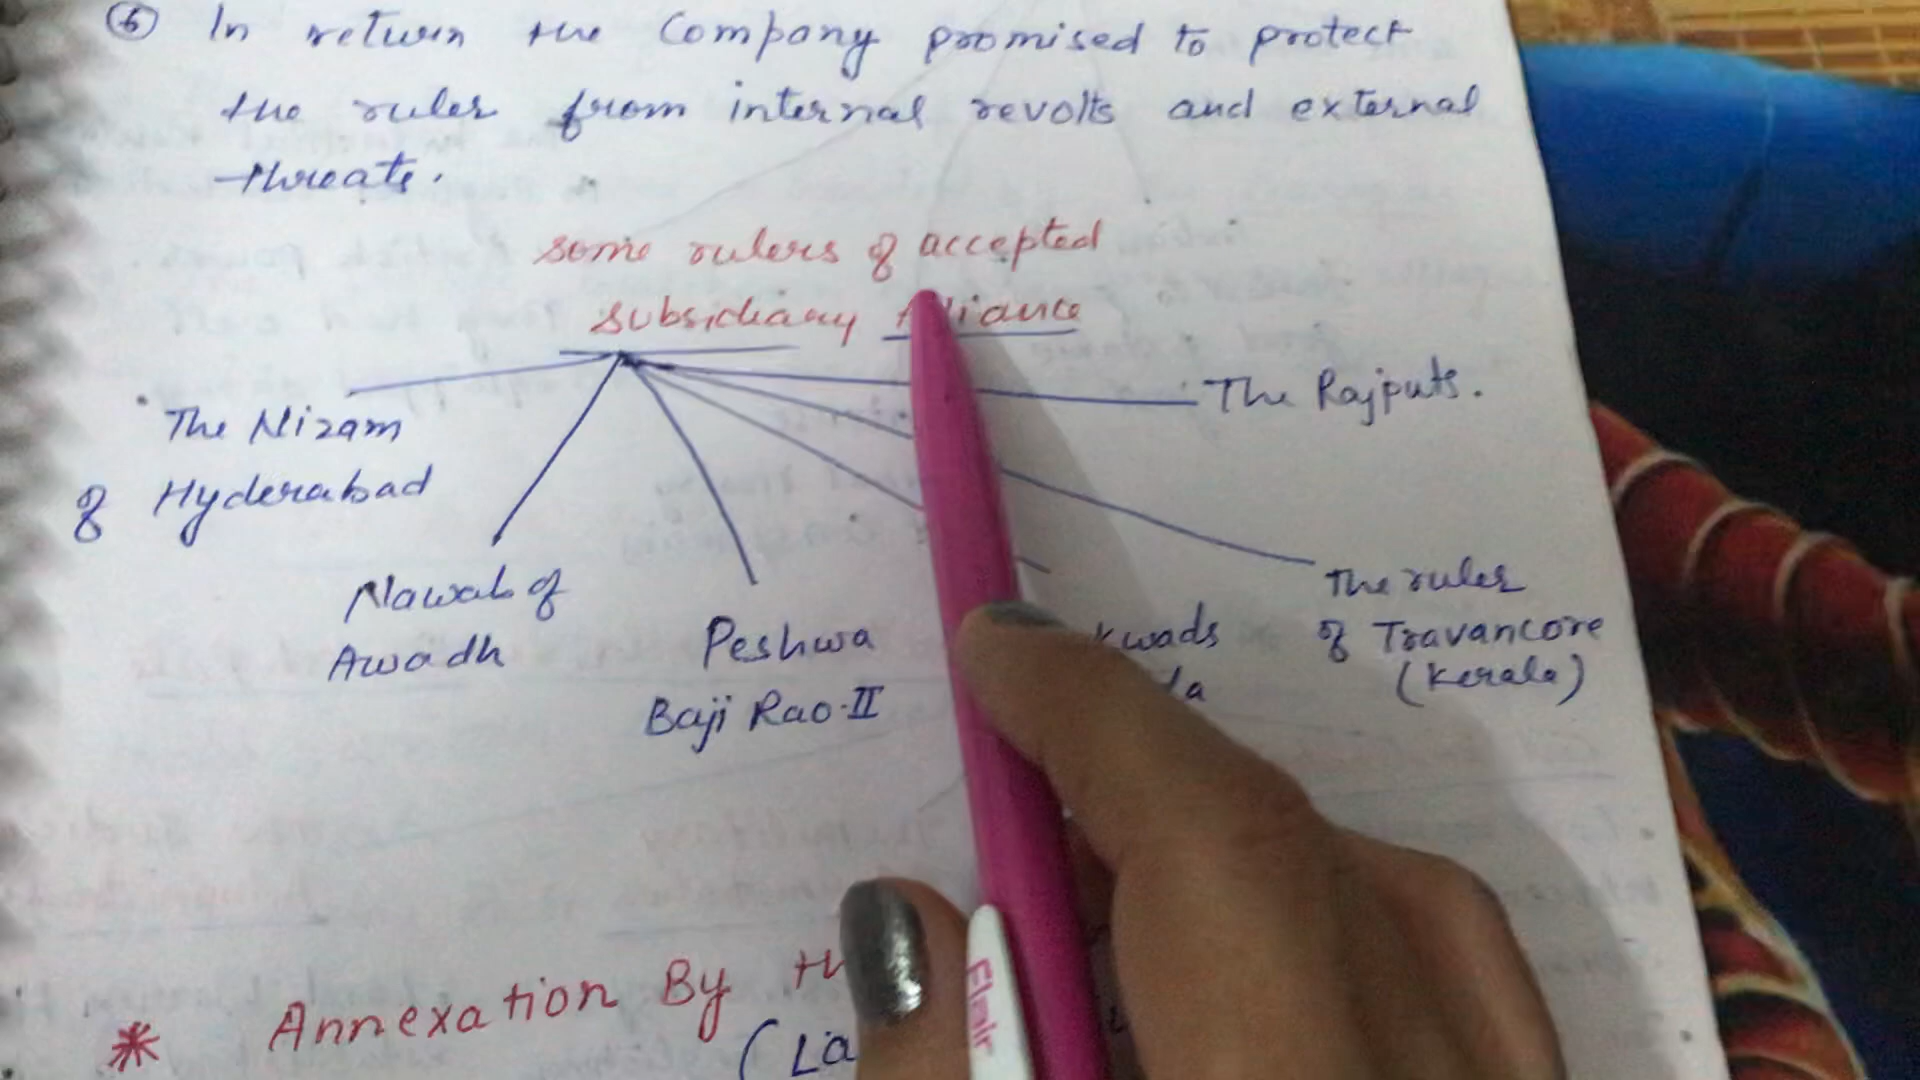 6 In return the Company promised to protect
the ruler from internal revolts and external
threats.
some rulers of accepted
subsidiary
The Rajputs.
The Nizam
of Hyderabad
Nawab of
Awadh
Peshwa
Baji Rao-II
The ruler
of Travancore
(Kerala)
* Annexation By
Elkair